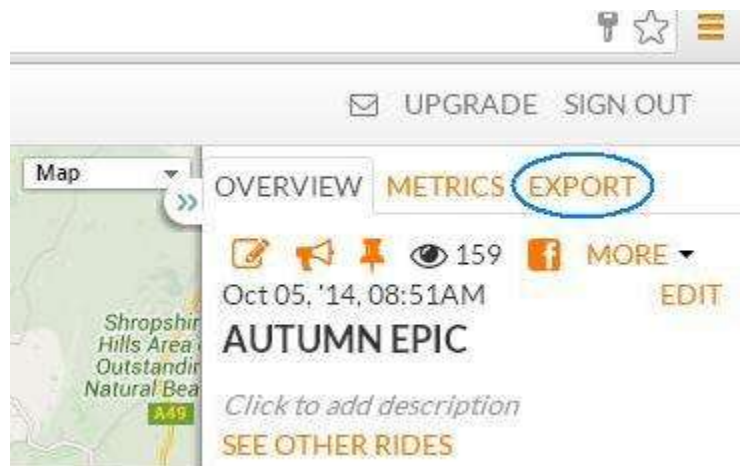 UPGRADE SIGN OUT
Map
OVERVIEW METRICS EXPORT
159 MORE
Oct 05, '14, 08:51AM EDIT
AUTUMN EPIC
Click to add description
SEE OTHER RIDES
Shropshir
Hills Area
Outstandin
Natural Bea
A49